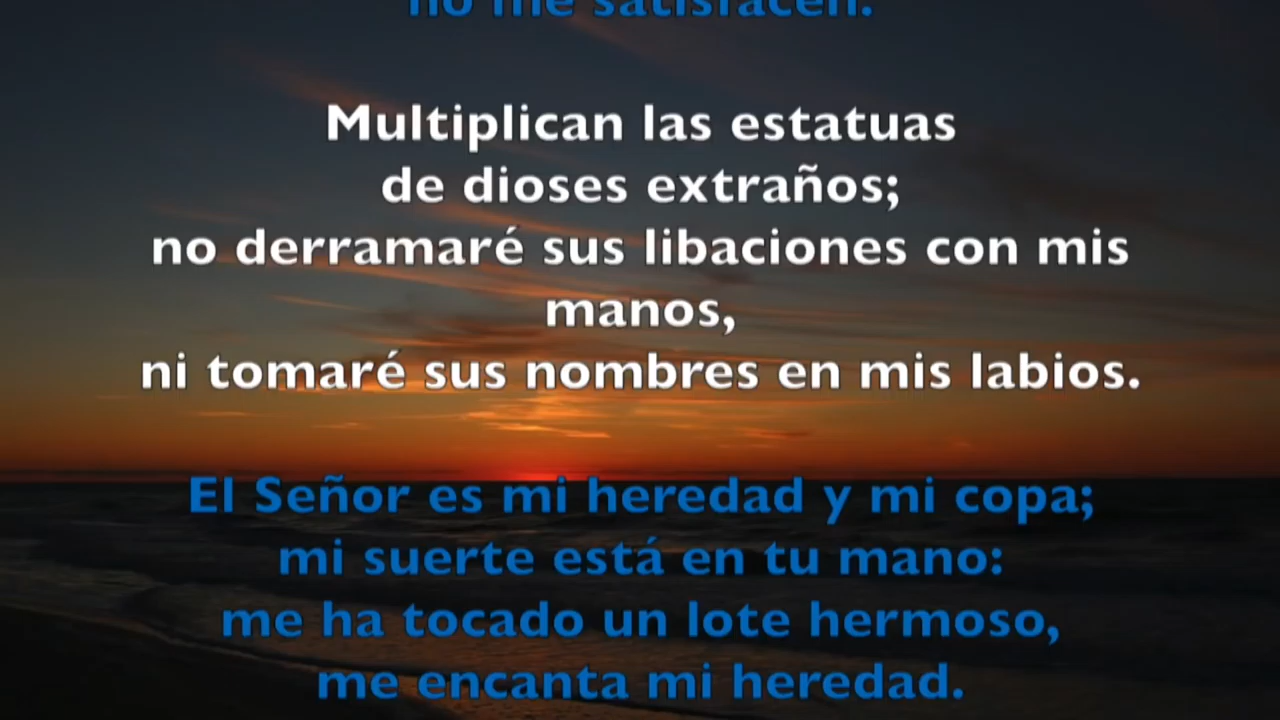 no me satisfacen.
Multiplican las estatuas
de dioses extraños;
no derramaré sus libaciones con mis
manos,
ni tomaré sus nombres en mis labios.
El Señor es mi heredad y mi copa;
mi suerte está en tu mano:
me ha tocado un lote hermoso,
me encanta mi heredad.